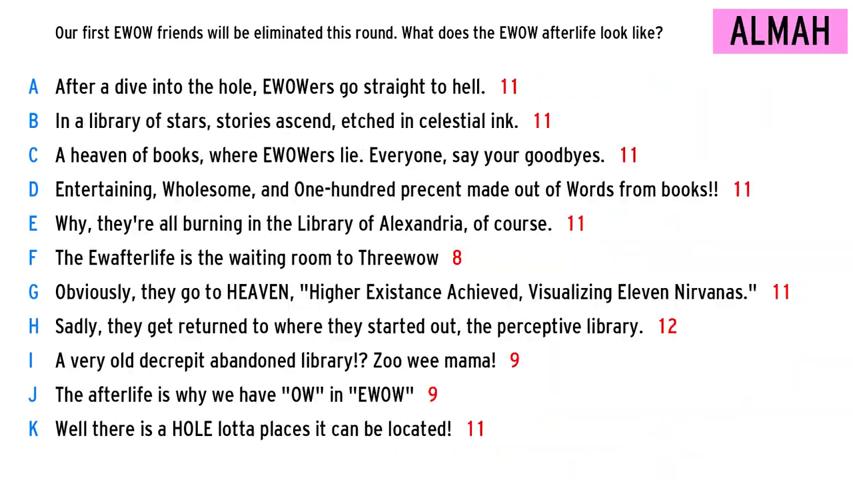 Our first EWOW friends will be eliminated this round. What does the EWOW afterlife look like?
ALMAH
A After a dive into the hole, EWOWers go straight to hell. 11
B In a library of stars, stories ascend, etched in celestial ink. 11
C A heaven of books, where EWOWers lie. Everyone, say your goodbyes. 11
D Entertaining, Wholesome, and One-hundred precent made out of Words from books!! 11
E Why, they're all burning in the Library of Alexandria, of course. 11
F The Ewafterlife is the waiting room to Threewow 8
G Obviously, they go to HEAVEN, "Higher Existance Achieved, Visualizing Eleven Nirvanas." 11
H Sadly, they get returned to where they started out, the perceptive library. 12
I A very old decrepit abandoned library!? Zoo wee mama! 9
J The afterlife is why we have "OW" in "EWOW" 9
K Well there is a HOLE lotta places it can be located! 11